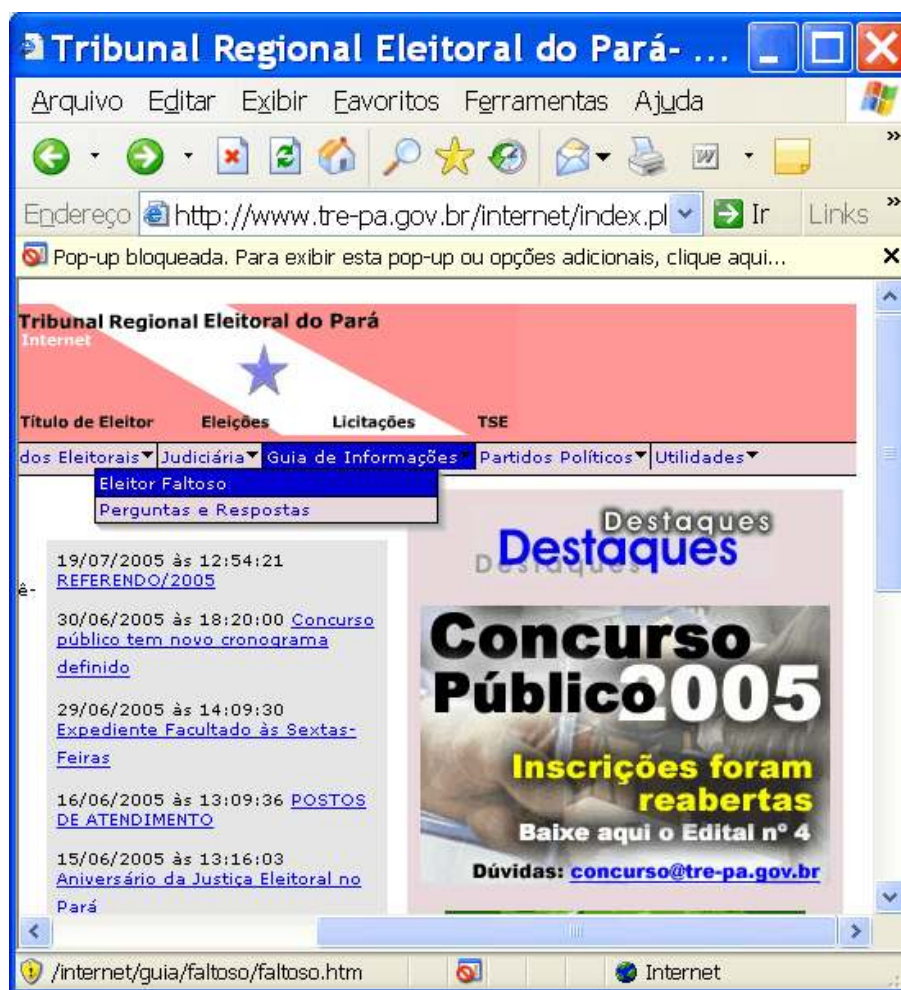 Tribunal Regional Eleitoral do Pará- ...
Arquivo Editar Exibir Favoritos Ferramentas Ajuda
Endereço http://www.tre-pa.gov.br/internet/index.pl Ir Links »
Pop-up bloqueada. Para exibir esta pop-up ou opções adicionais, clique aqui...
Tribunal Regional Eleitoral do Pará
Internet
Título de Eleitor Eleições Licitações TSE
dos Eleitorais Judiciária Guia de Informações Partidos Políticos Utilidades
Eleitor Faltoso
Perguntas e Respostas
ê-
19/07/2005 às 12:54:21
REFERENDO/2005
30/06/2005 às 18:20:00 Concurso
público tem novo cronograma
definido
29/06/2005 às 14:09:30
Expediente Facultado às Sextas-
Feiras
16/06/2005 às 13:09:36 POSTOS
DE ATENDIMENTO
15/06/2005 às 13:16:03
Aniversário da Justiça Eleitoral no
Pará
Destaques
Destaques
Destaques
Concurso
Público 2005
Inscrições foram
reabertas
Baixe aqui o Edital nº 4
Dúvidas: concurso@tre-pa.gov.br
/internet/guia/faltoso/faltoso.htm Internet